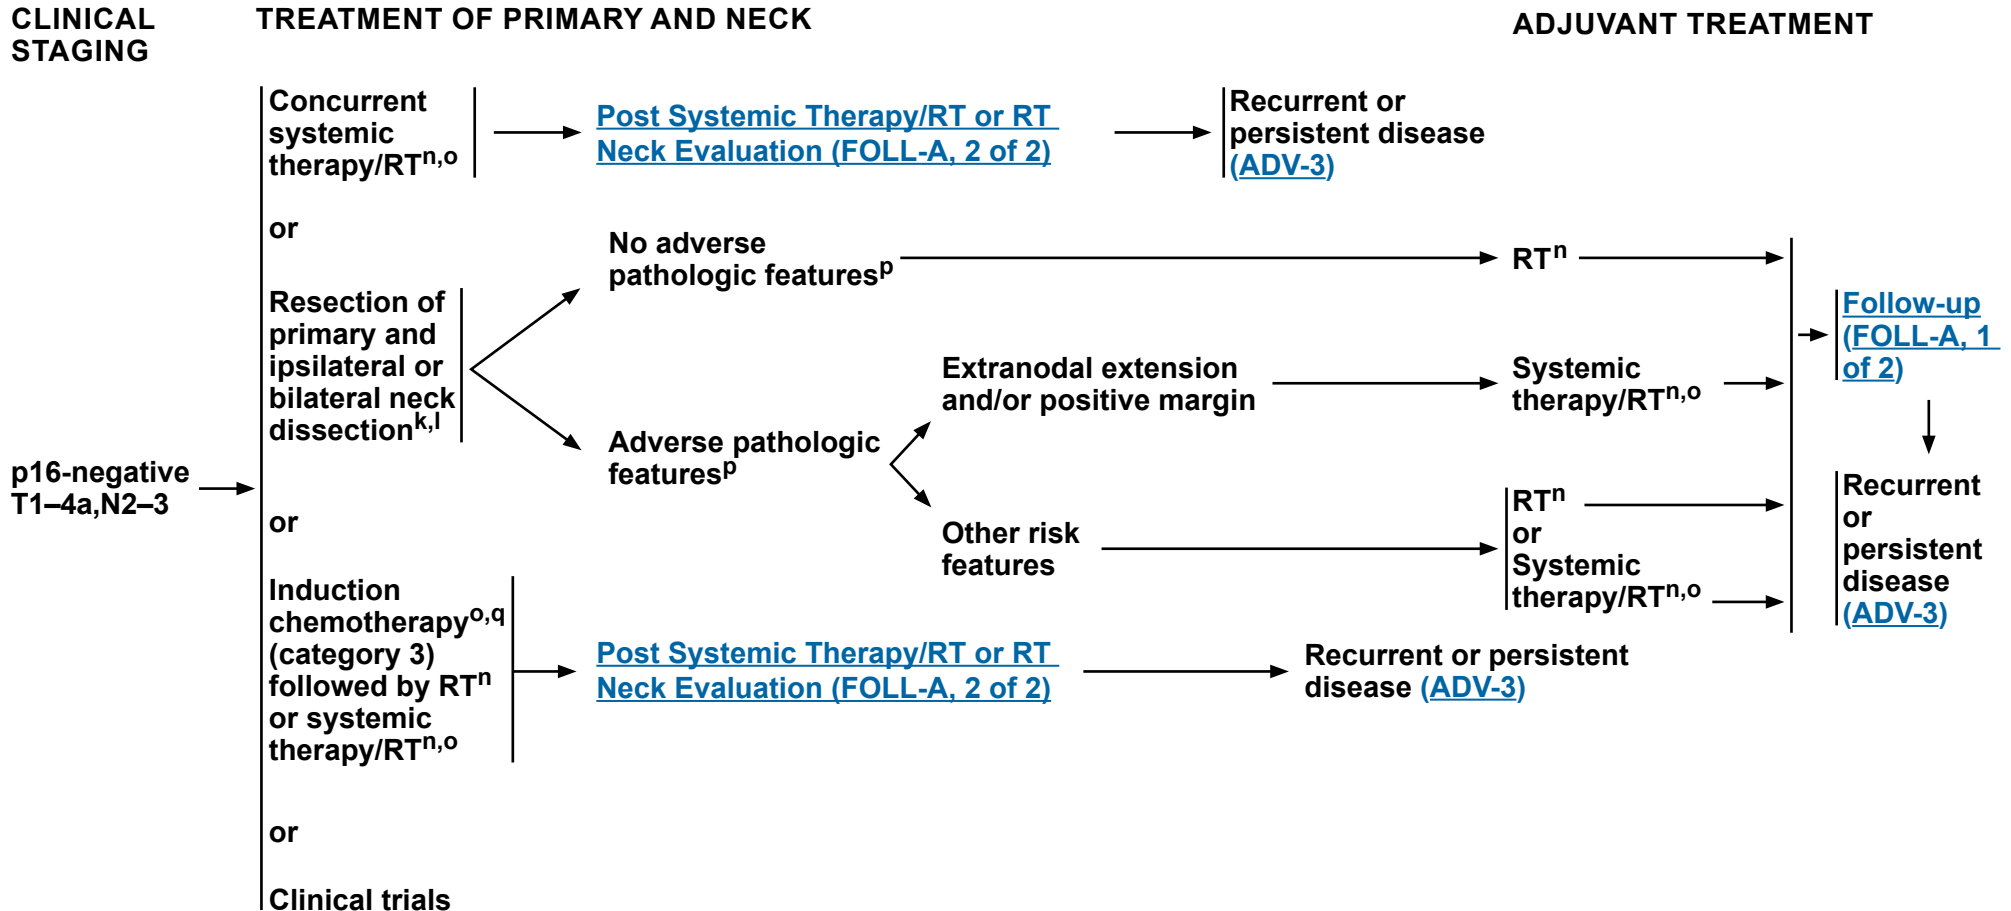 CLINICAL
STAGING
TREATMENT OF PRIMARY AND NECK
ADJUVANT TREATMENT
p16-negative
T1–4a,N2–3
Concurrent
systemic
therapy/RTn,o
Post Systemic Therapy/RT or RT
Neck Evaluation (FOLL-A, 2 of 2)
Recurrent or
persistent disease
(ADV-3)
or
Resection of
primary and
ipsilateral or
bilateral neck
dissectionk,l
No adverse
pathologic featuresp
RTn
Adverse pathologic
featuresp
Extranodal extension
and/or positive margin
Systemic
therapy/RTn,o
Other risk
features
RTn
or
Systemic
therapy/RTn,o
Follow-up
(FOLL-A, 1
of 2)
Recurrent
or
persistent
disease
(ADV-3)
or
Induction
chemotherapyo,q
(category 3)
followed by RTn
or systemic
therapy/RTn,o
Post Systemic Therapy/RT or RT
Neck Evaluation (FOLL-A, 2 of 2)
Recurrent or persistent
disease (ADV-3)
or
Clinical trials